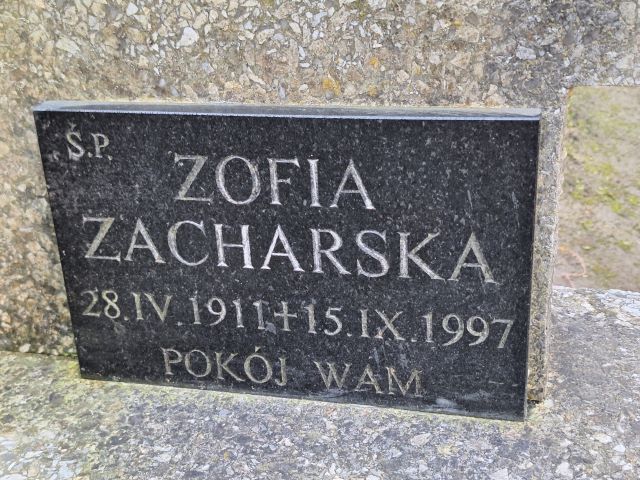 Ś.P.
ZOFIA
ZACHARSKA
28.IV.1911+15.IX.1997
POKÓJ WAM